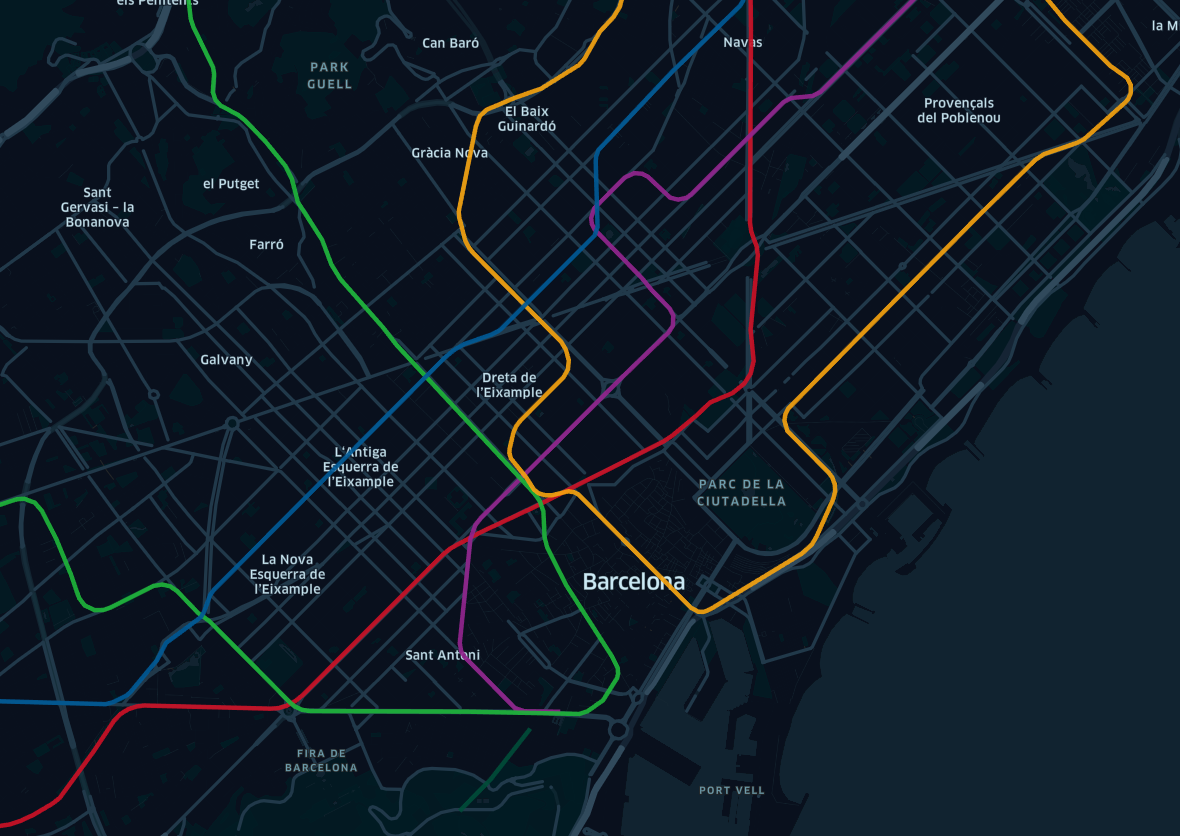 els Penitents
Can Baró
Navas
la M
PARK
GUELL
El Baix
Guinardó
Provençals
del Poblenou
Gràcia Nova
el Putget
Sant
Gervasi – la
Bonanova
Farró
Galvany
Dreta de
l'Eixample
L'Antiga
Esquerra de
l'Eixample
PARC DE LA
CIUTADELLA
La Nova
Esquerra de
l'Eixample
Barcelona
Sant Antoni
FIRA DE
BARCELONA
PORT VELL